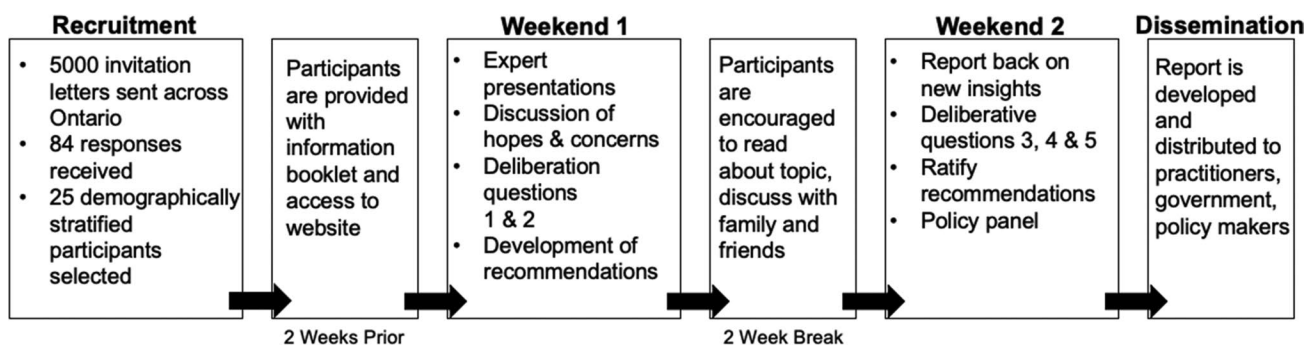 Recruitment
• 5000 invitation
letters sent across
Ontario
• 84 responses
received
• 25 demographically
stratified
participants
selected
Participants
are provided
with
information
booklet and
access to
website
2 Weeks Prior
Weekend 1
• Expert
presentations
• Discussion of
hopes & concerns
• Deliberation
questions
1 & 2
• Development of
recommendations
Participants
are
encouraged
to read
about topic,
discuss with
family and
friends
2 Week Break
Weekend 2
• Report back on
new insights
• Deliberative
questions 3, 4 & 5
• Ratify
recommendations
• Policy panel
Dissemination
Report is
developed
and
distributed to
practitioners,
government,
policy makers